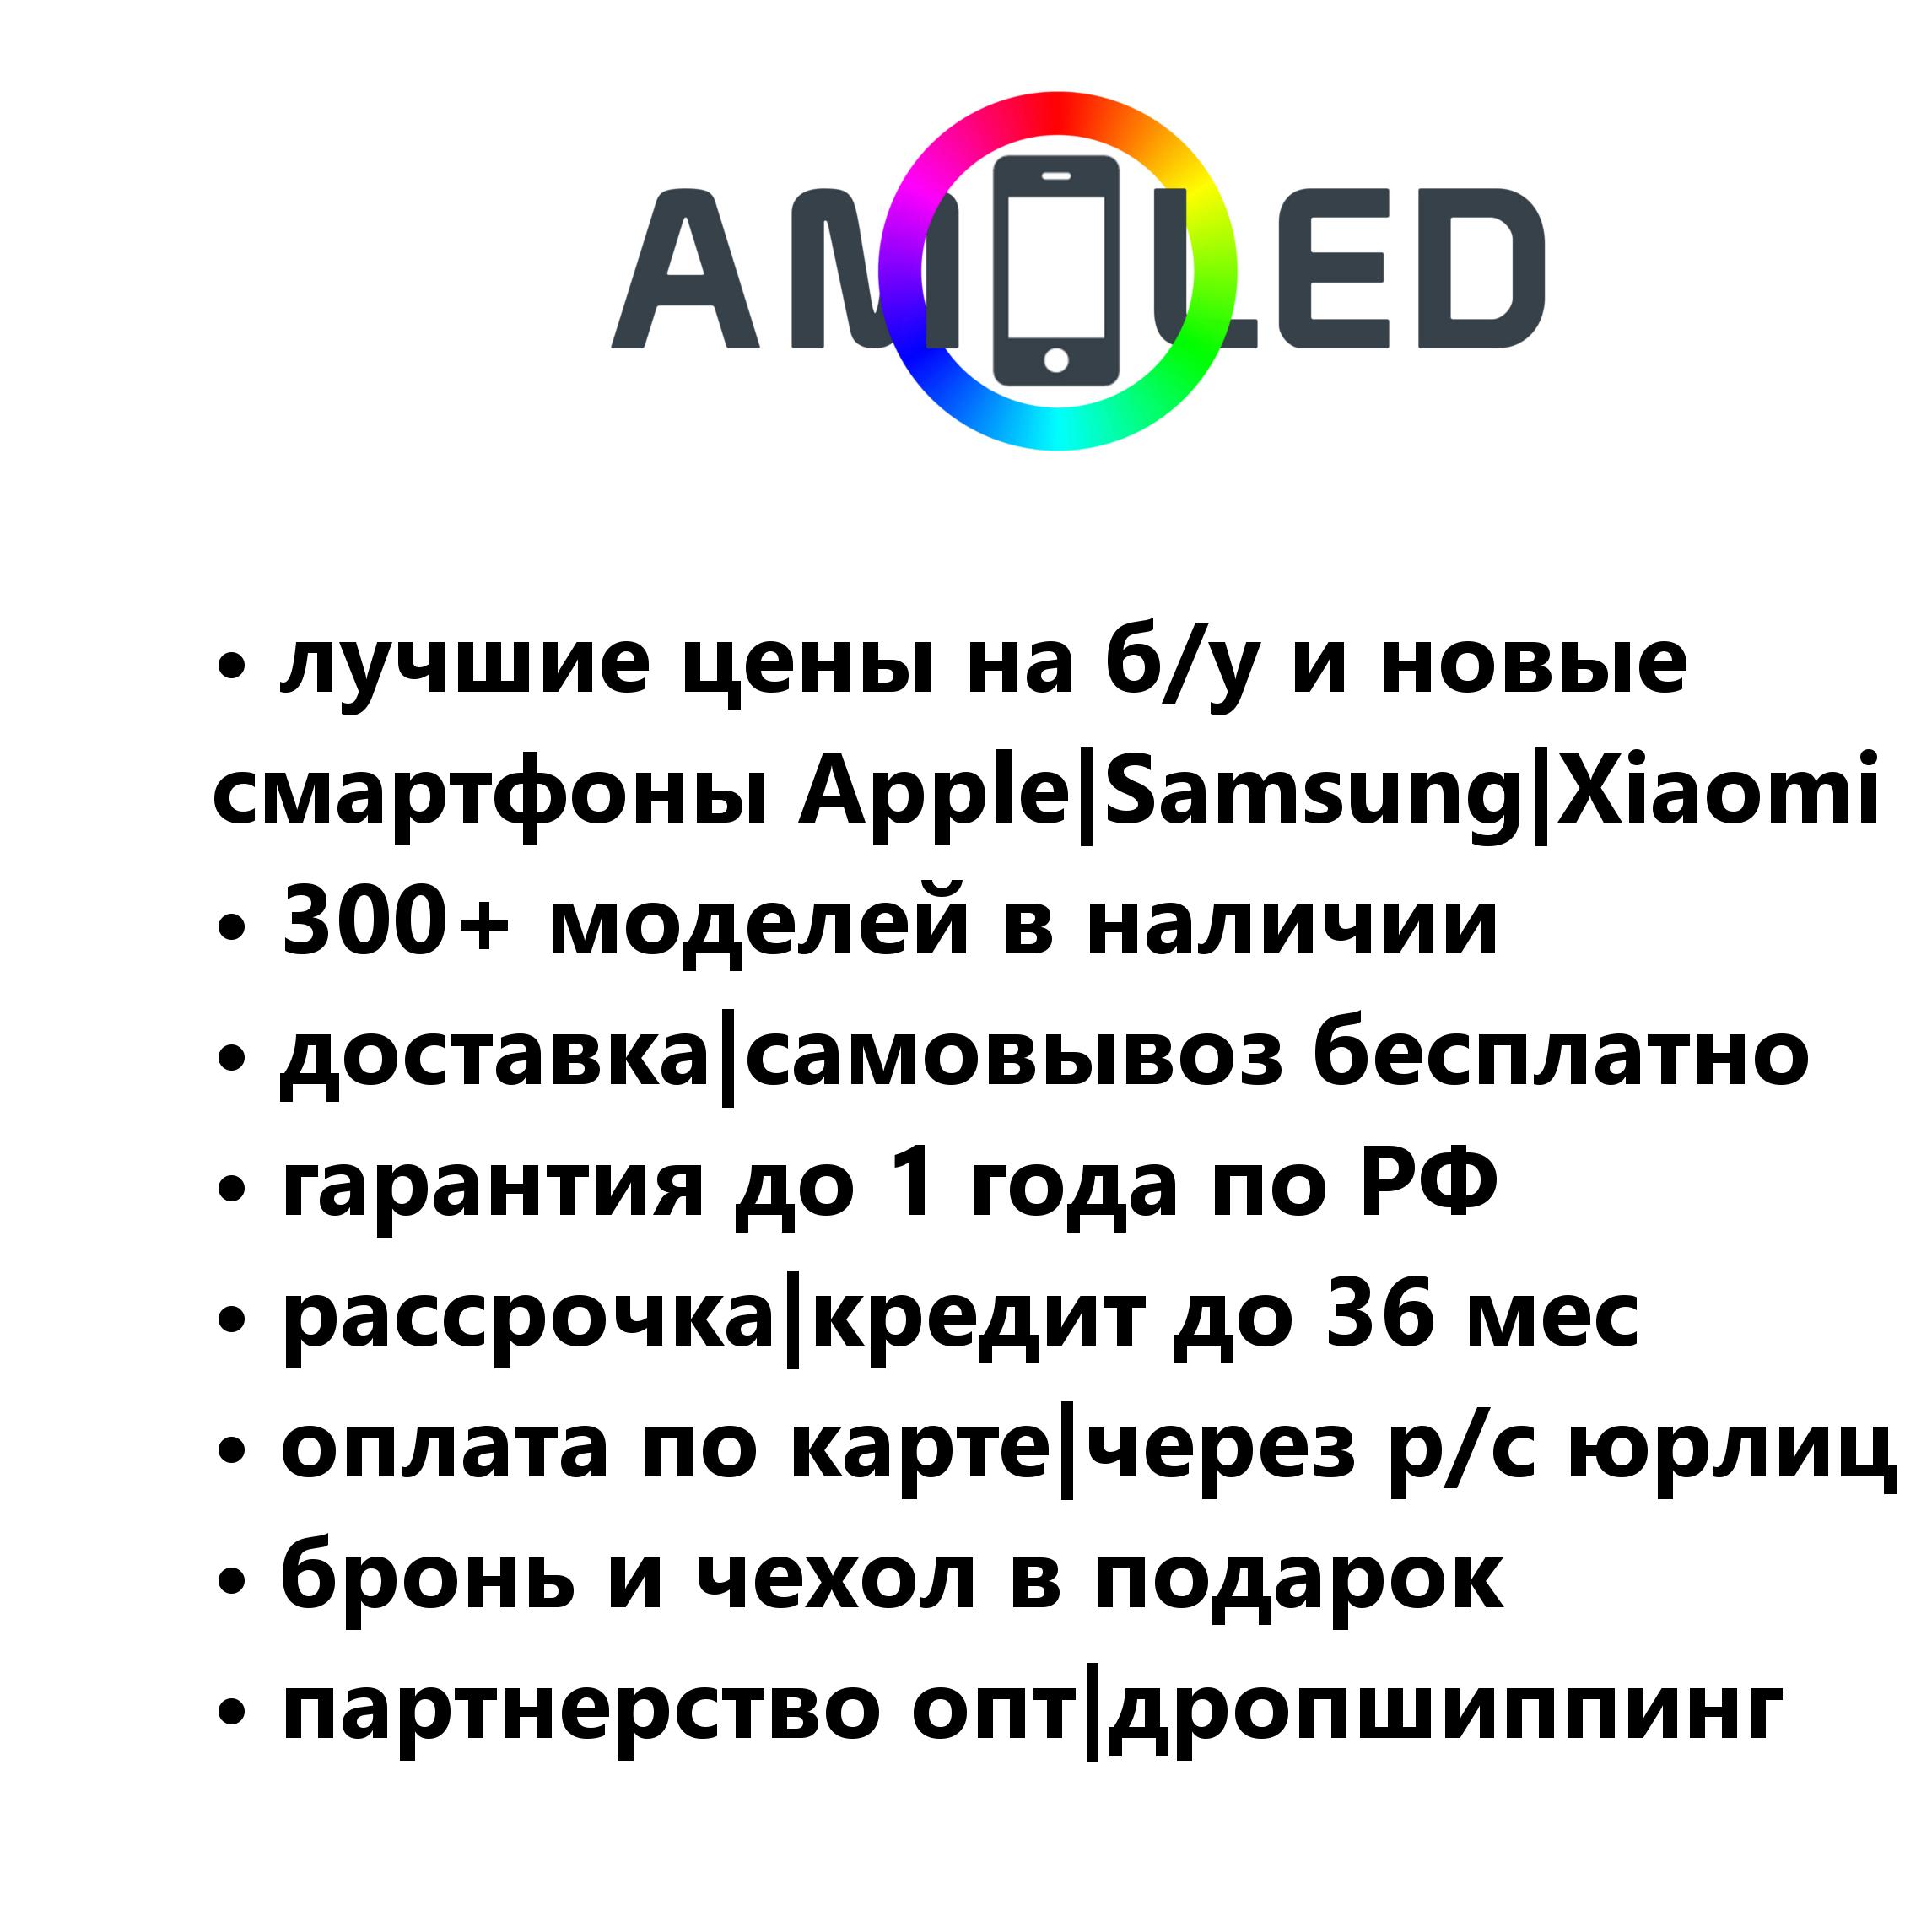 AMOLED
• лучшие цены на б/у и новые
смартфоны Apple|Samsung|Xiaomi
• 300+ моделей в наличии
• доставка|самовывоз бесплатно
• гарантия до 1 года по РФ
• рассрочка|кредит до 36 мес
• оплата по карте|через р/с юрлиц
• бронь и чехол в подарок
• партнерство опт|дропшиппинг